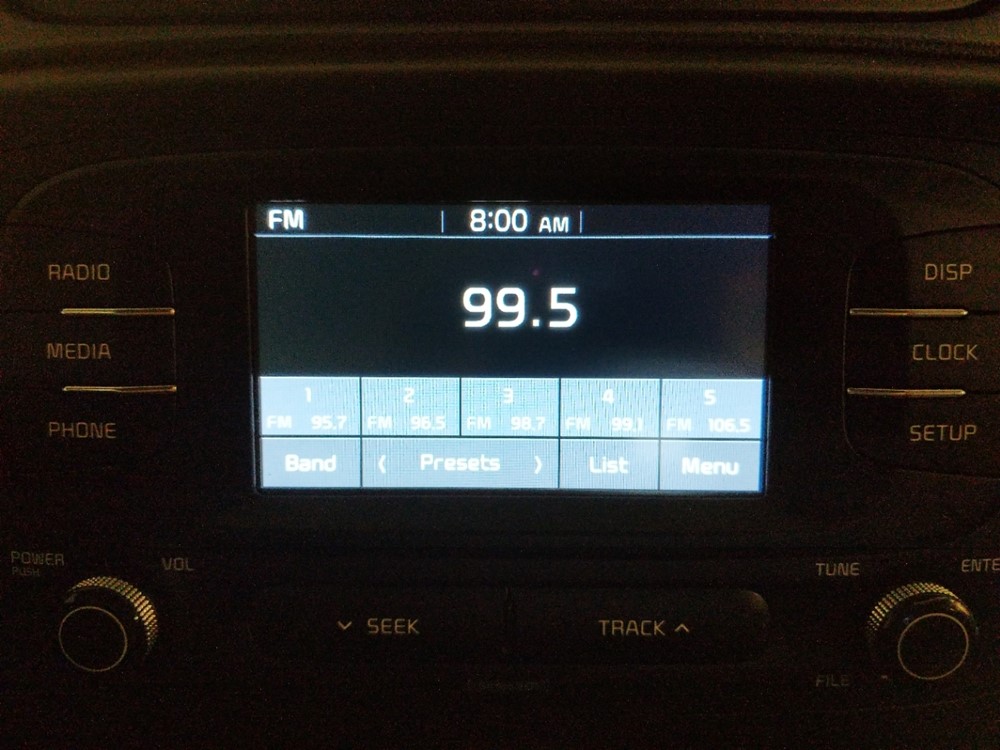 FM 8:00 AM
RADIO
MEDIA
PHONE
99.5
1 2 3 4 5
FM 95.7 FM 96.5 FM 98.7 FM 99.1 FM 106.5
Band ⟨ Presets ⟩ List Menu
DISP
CLOCK
SETUP
POWER
PUSH
VOL
SEEK
TRACK
TUNE
ENTE
FILE